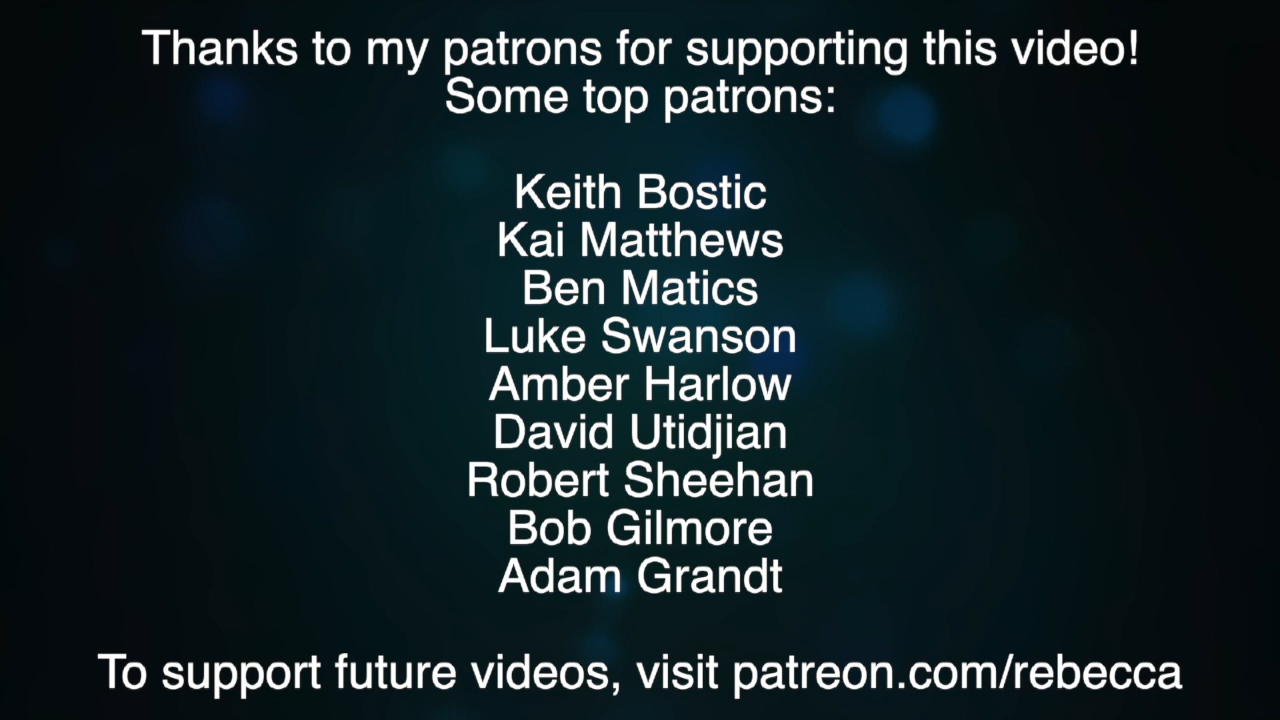 Thanks to my patrons for supporting this video!
Some top patrons:
Keith Bostic
Kai Matthews
Ben Matics
Luke Swanson
Amber Harlow
David Utidjian
Robert Sheehan
Bob Gilmore
Adam Grandt
To support future videos, visit patreon.com/rebecca